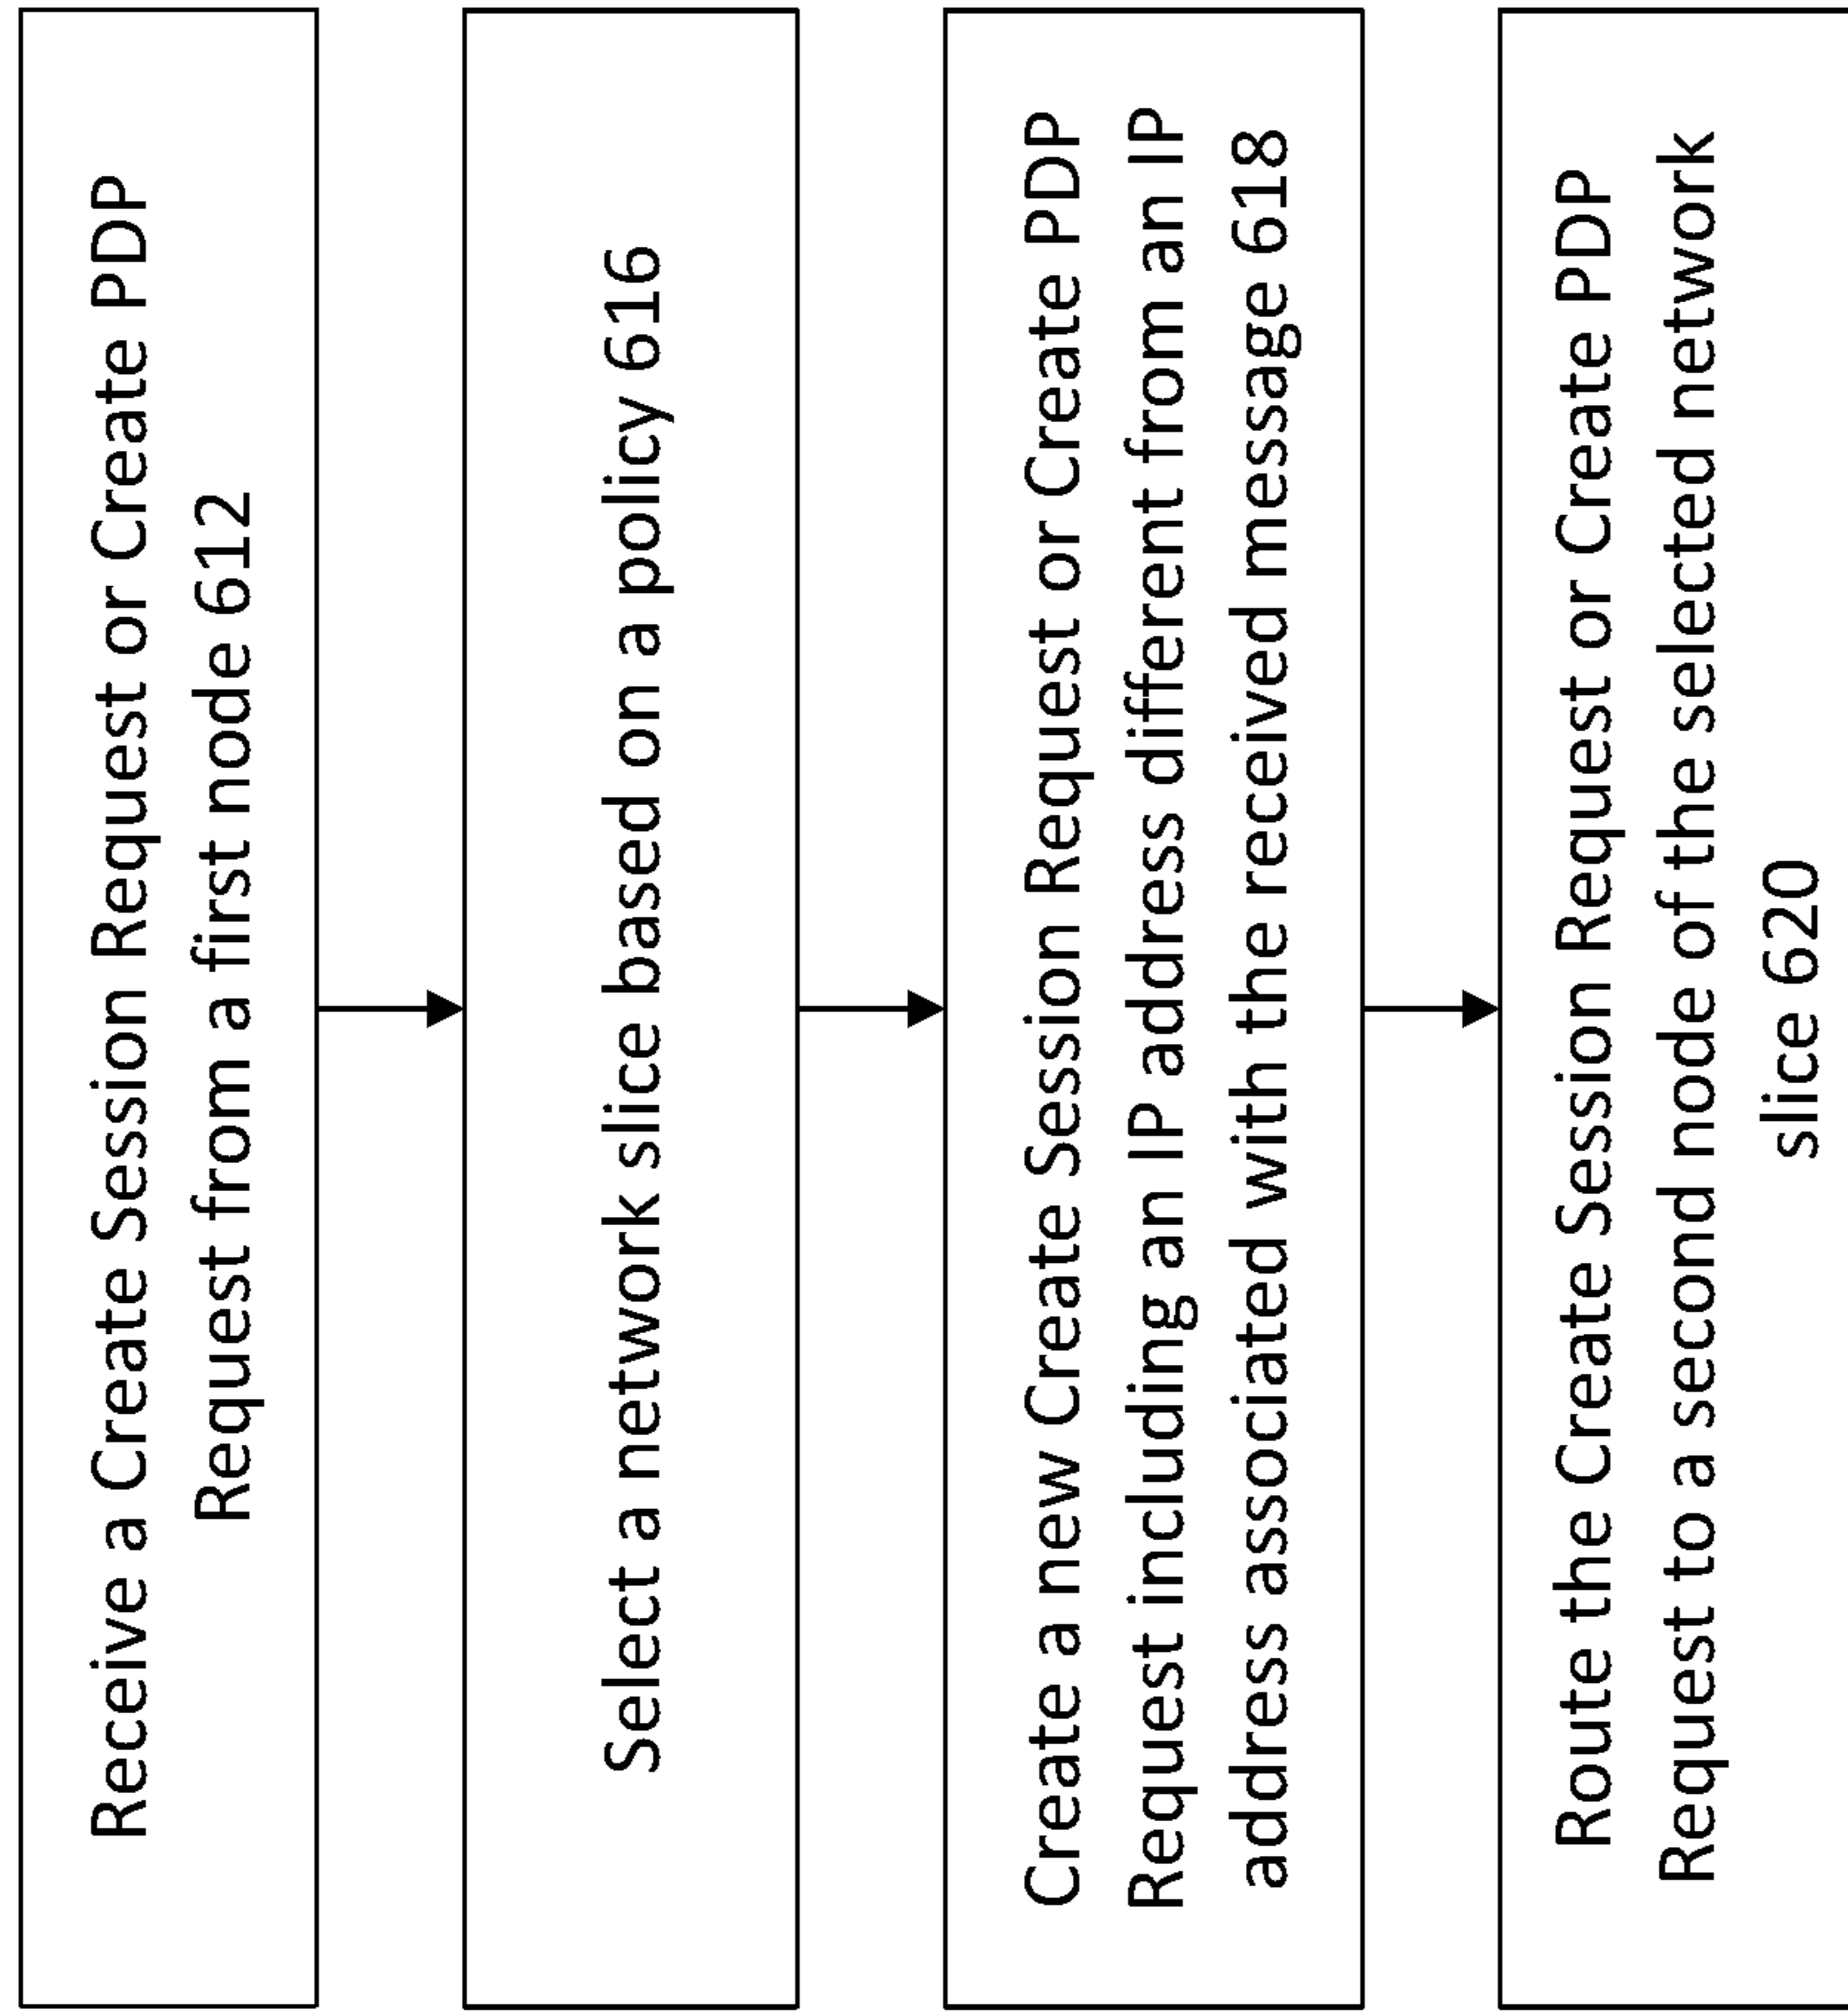 Receive a Create Session Request or Create PDP
Request from a first node 612
Select a network slice based on a policy 616
Create a new Create Session Request or Create PDP
Request including an IP address different from an IP
address associated with the received message 618
Route the Create Session Request or Create PDP
Request to a second node of the selected network
slice 620